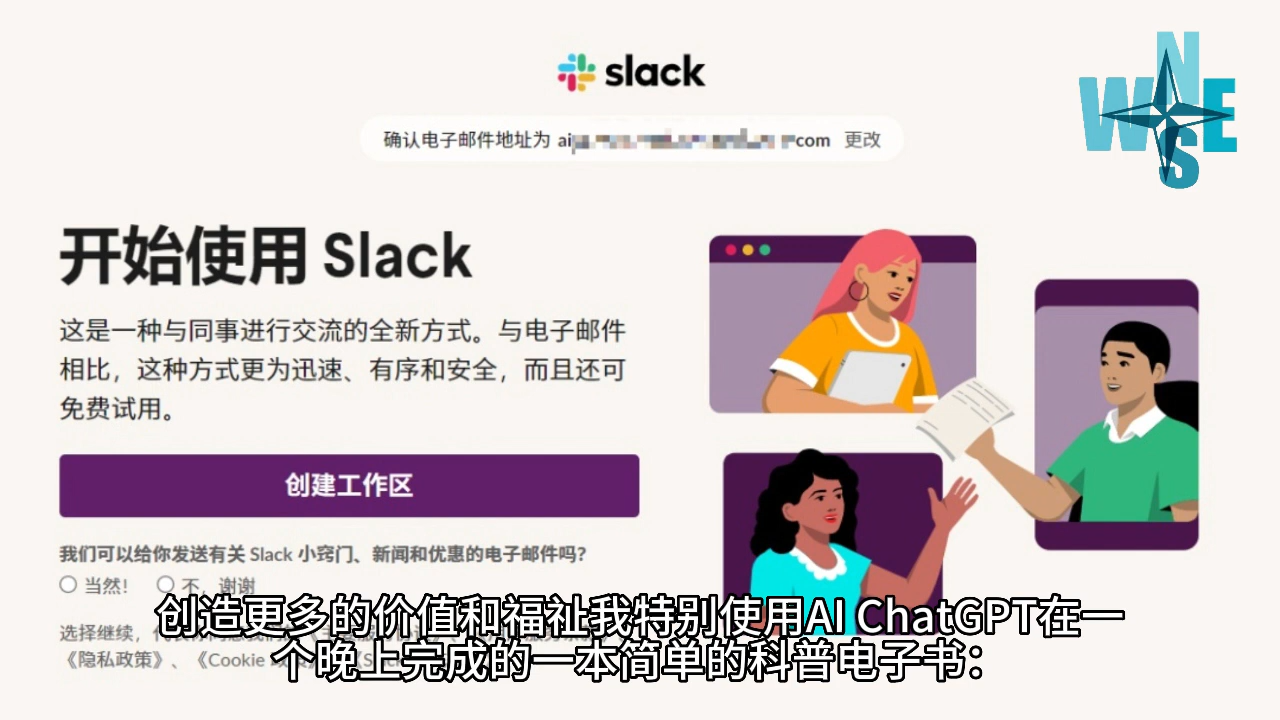 slack
N
W E
S
确认电子邮件地址为 ai com 更改
开始使用 Slack
这是一种与同事进行交流的全新方式。与电子邮件
相比，这种方式更为迅速、有序和安全，而且还可
免费试用。
创建工作区
我们可以给你发送有关 Slack 小窍门、新闻和优惠的电子邮件吗？
当然！ 不，谢谢
选择继续，
《隐私政策》、《Cookie
创造更多的价值和福祉我特别使用AI ChatGPT在一
个晚上完成的一本简单的科普电子书：